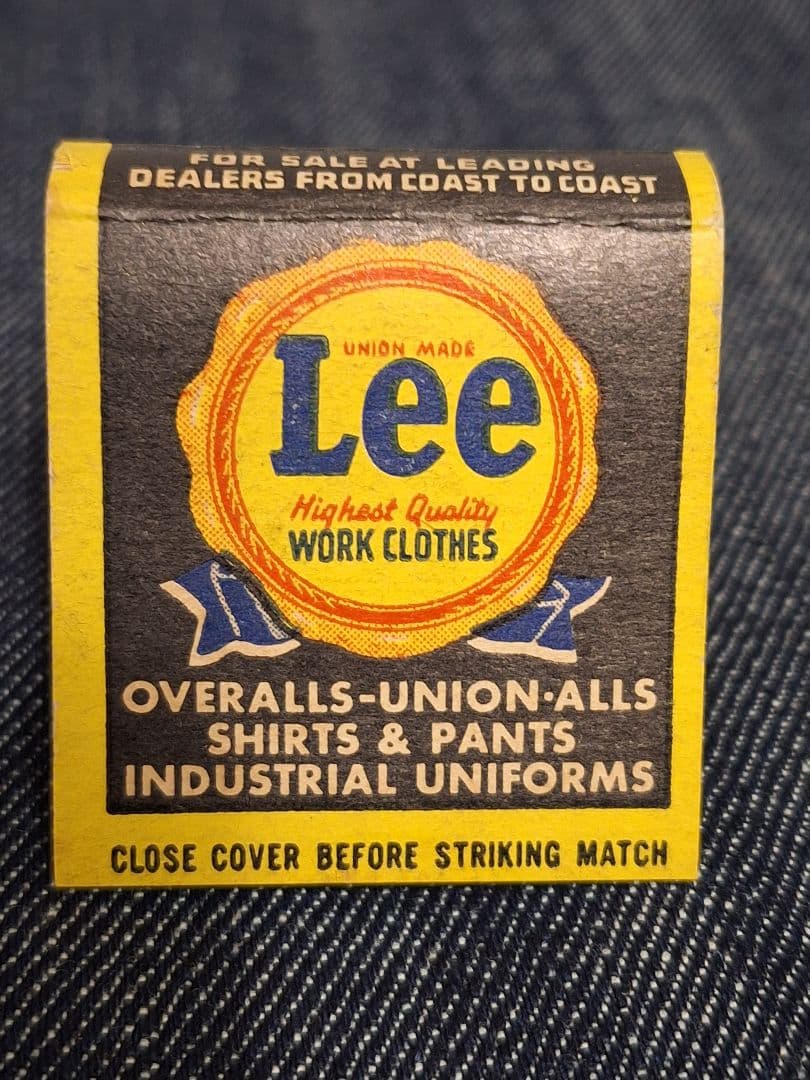 FOR SALE AT LEADING
DEALERS FROM COAST TO COAST
UNION MADE
Lee
Highest Quality
WORK CLOTHES
OVERALLS-UNION·ALLS
SHIRTS & PANTS
INDUSTRIAL UNIFORMS
CLOSE COVER BEFORE STRIKING MATCH